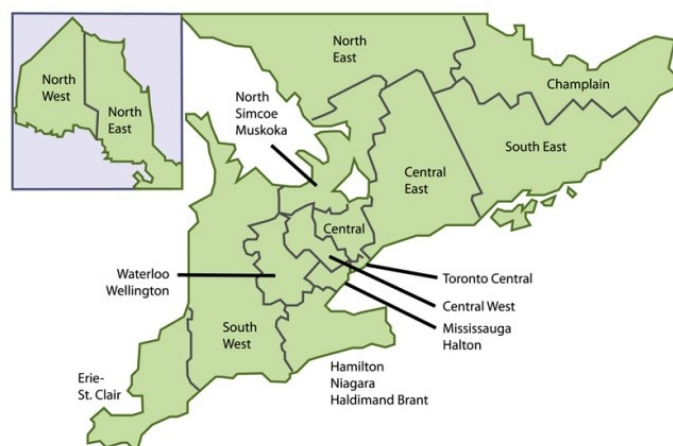 North
West
North
East
North
East
Champlain
North
Simcoe
Muskoka
South East
Central
East
Central
Waterloo
Wellington
Toronto Central
Central West
Mississauga
Halton
South
West
Erie-
St. Clair
Hamilton
Niagara
Haldimand Brant